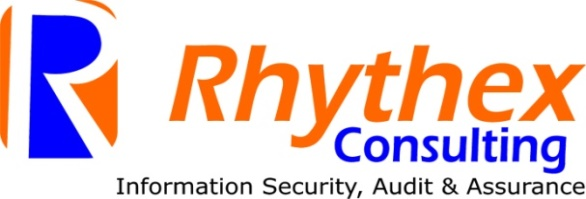 R
Rhythex
Consulting
Information Security, Audit & Assurance